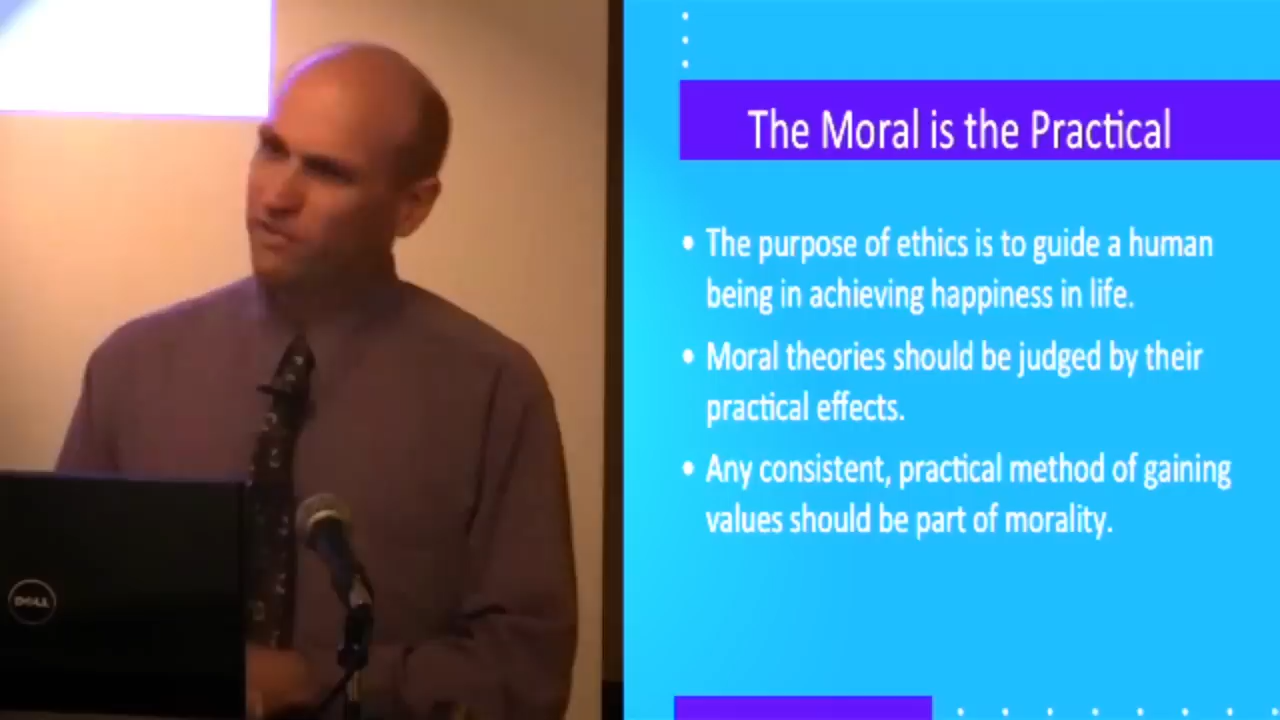 The Moral is the Practical
• The purpose of ethics is to guide a human
being in achieving happiness in life.
• Moral theories should be judged by their
practical effects.
• Any consistent, practical method of gaining
values should be part of morality.
DELL